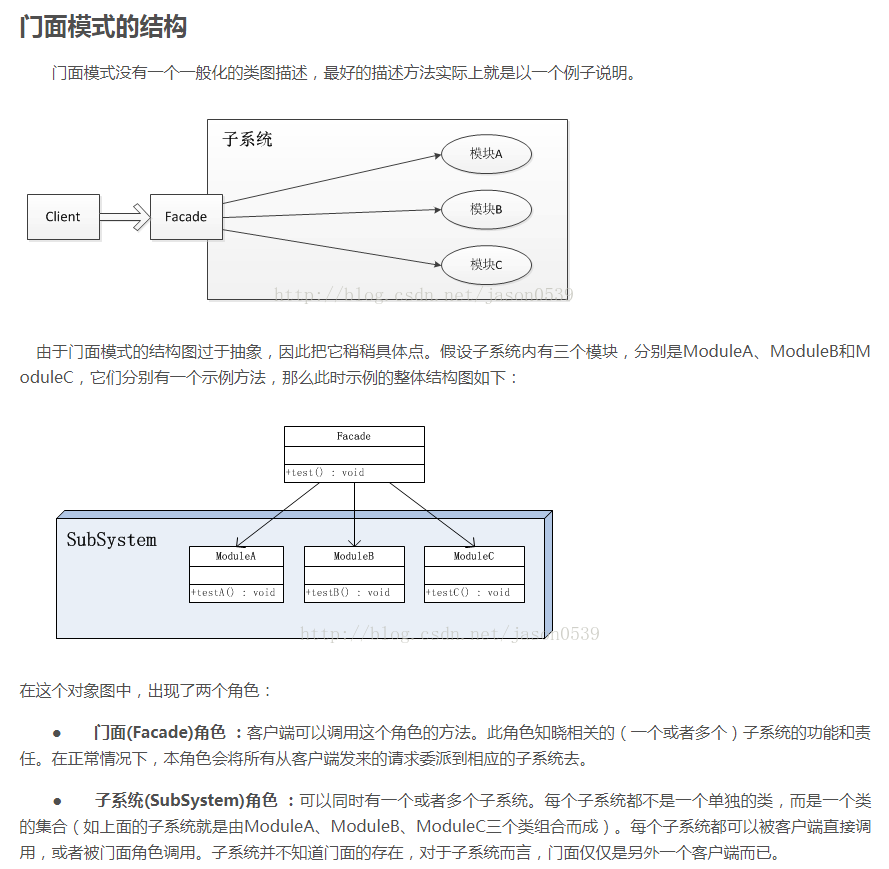 门面模式的结构
门面模式没有一个一般化的类图描述，最好的描述方法实际上就是以一个例子说明。
子系统
模块A
Client
Facade
模块B
模块C
http://blog.csdn.net/jason0539
由于门面模式的结构图过于抽象，因此把它稍稍具体点。假设子系统内有三个模块，分别是ModuleA、ModuleB和M
oduleC，它们分别有一个示例方法，那么此时示例的整体结构图如下：
Facade
+test() : void
SubSystem
ModuleA
ModuleB
ModuleC
+testA() : void
+testB() : void
+testC() : void
http://blog.csdn.net/jason0539
在这个对象图中，出现了两个角色：
● 门面(Facade)角色 ：客户端可以调用这个角色的方法。此角色知晓相关的（一个或者多个）子系统的功能和责
任。在正常情况下，本角色会将所有从客户端发来的请求委派到相应的子系统去。
● 子系统(SubSystem)角色 ：可以同时有一个或者多个子系统。每个子系统都不是一个单独的类，而是一个类
的集合（如上面的子系统就是由ModuleA、ModuleB、ModuleC三个类组合而成）。每个子系统都可以被客户端直接调
用，或者被门面角色调用。子系统并不知道门面的存在，对于子系统而言，门面仅仅是另外一个客户端而已。